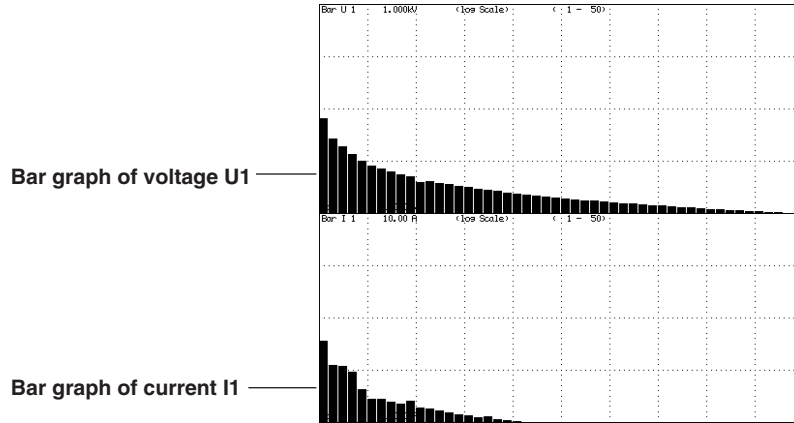 Bar U 1 1.000kV (log Scale) ( 1 - 50)
Bar graph of voltage U1
Bar I 1 10.00 A (log Scale) ( 1 - 50)
Bar graph of current I1